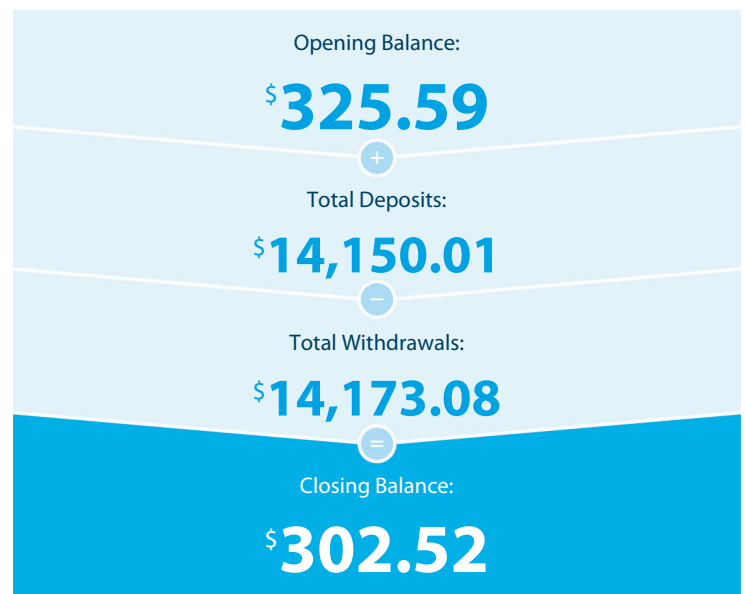 Opening Balance:
$325.59
+
Total Deposits:
$14,150.01
−
Total Withdrawals:
$14,173.08
=
Closing Balance:
$302.52